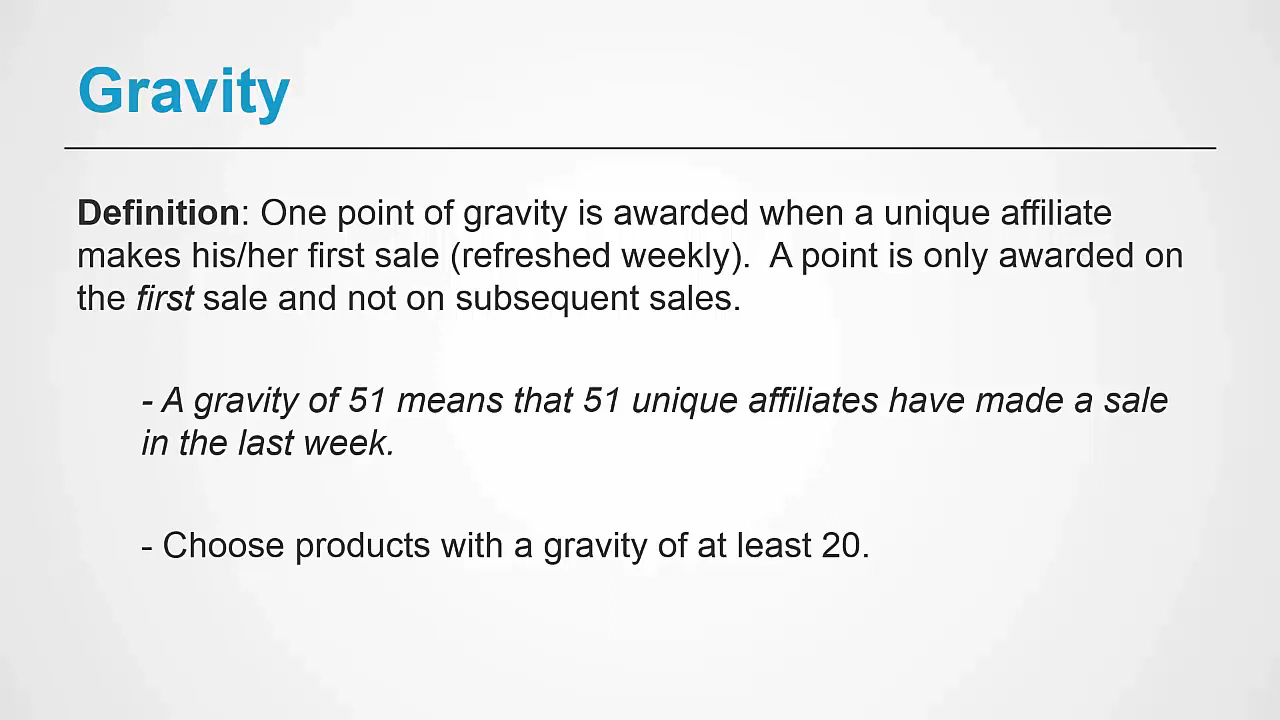 Gravity
Definition: One point of gravity is awarded when a unique affiliate
makes his/her first sale (refreshed weekly).  A point is only awarded on
the first sale and not on subsequent sales.
- A gravity of 51 means that 51 unique affiliates have made a sale
in the last week.
- Choose products with a gravity of at least 20.